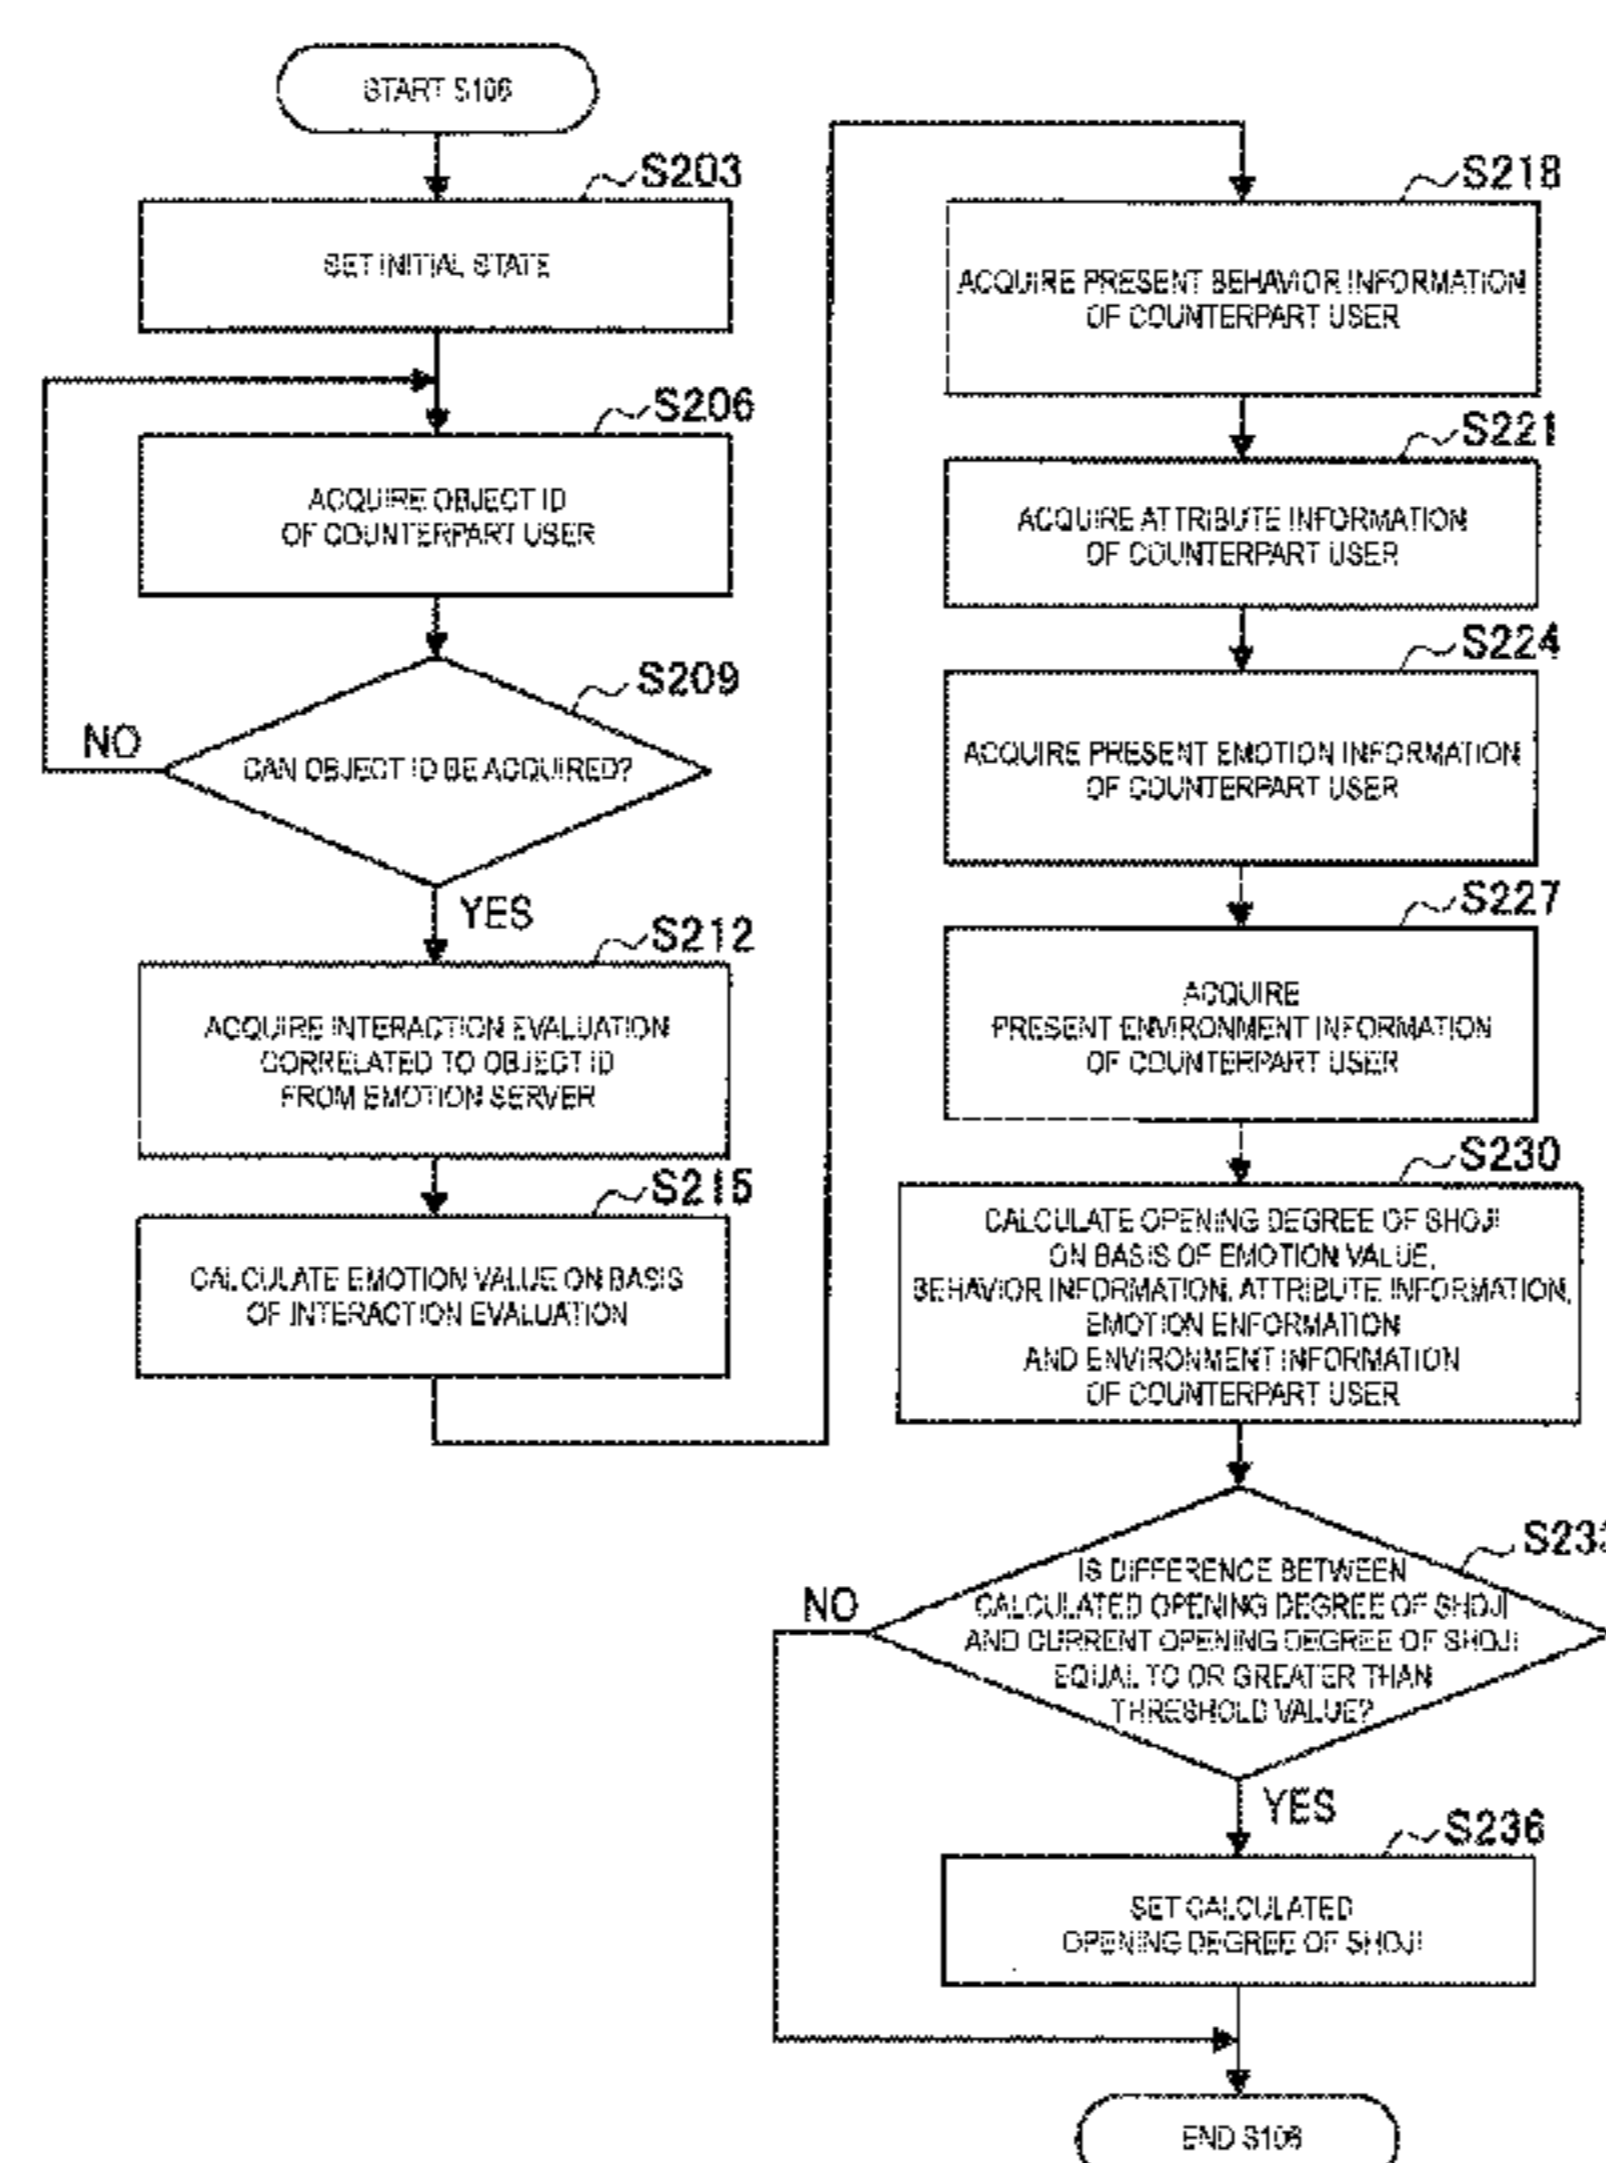 START S106
S203
SET INITIAL STATE
S206
ACQUIRE OBJECT ID
OF COUNTERPART USER
S209
CAN OBJECT ID BE ACQUIRED?
NO
YES
S212
ACQUIRE INTERACTION EVALUATION
CORRELATED TO OBJECT ID
FROM EMOTION SERVER
S215
CALCULATE EMOTION VALUE ON BASIS
OF INTERACTION EVALUATION
S218
ACQUIRE PRESENT BEHAVIOR INFORMATION
OF COUNTERPART USER
S221
ACQUIRE ATTRIBUTE INFORMATION
OF COUNTERPART USER
S224
ACQUIRE PRESENT EMOTION INFORMATION
OF COUNTERPART USER
S227
ACQUIRE
PRESENT ENVIRONMENT INFORMATION
OF COUNTERPART USER
S230
CALCULATE OPENING DEGREE OF SHOJI
ON BASIS OF EMOTION VALUE,
BEHAVIOR INFORMATION, ATTRIBUTE INFORMATION,
EMOTION ENFORMATION
AND ENVIRONMENT INFORMATION
OF COUNTERPART USER
IS DIFFERENCE BETWEEN
CALCULATED OPENING DEGREE OF SHOJI
AND CURRENT OPENING DEGREE OF SHOJI
EQUAL TO OR GREATER THAN
THRESHOLD VALUE?
NO
YES
S236
SET CALCULATED
OPENING DEGREE OF SHOJI
END S106